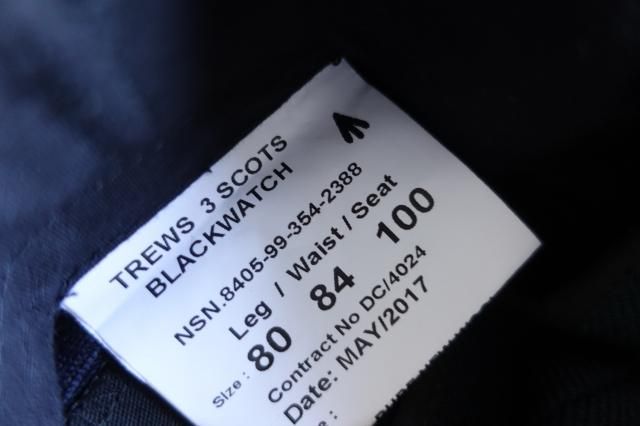 TREWS 3 SCOTS
BLACKWATCH
NSN.8405-99-354-2388
Leg / Waist / Seat
Size: 80 84 100
Contract No DC/4024
Date: MAY/2017